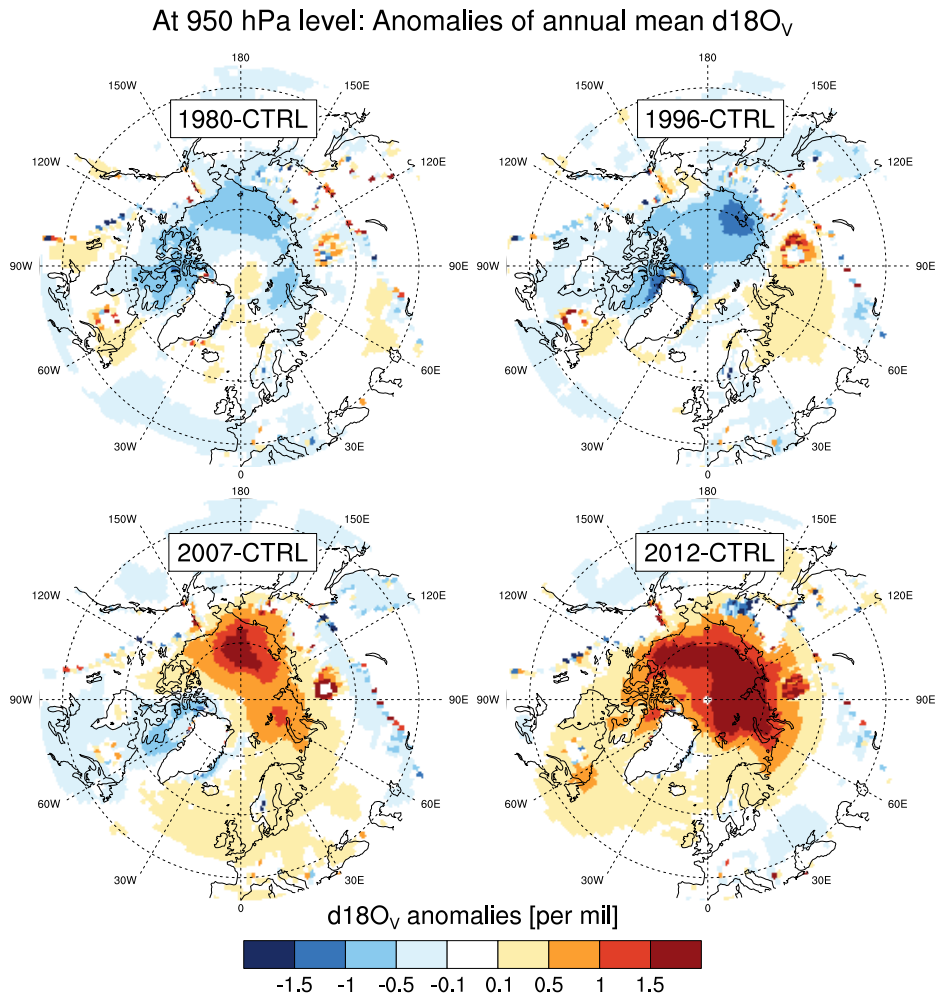 At 950 hPa level: Anomalies of annual mean d18O_V
180
150W
150E
1980-CTRL
120W
120E
90W
90E
60W
60E
30W
30E
0
180
150W
150E
1996-CTRL
120W
120E
90W
90E
60W
60E
30W
30E
0
180
150W
150E
2007-CTRL
120W
120E
90W
90E
60W
60E
30W
30E
0
180
150W
150E
2012-CTRL
120W
120E
90W
90E
60W
60E
30W
30E
0
d18O_V anomalies [per mil]
-1.5 -1 -0.5 -0.1 0.1 0.5 1 1.5